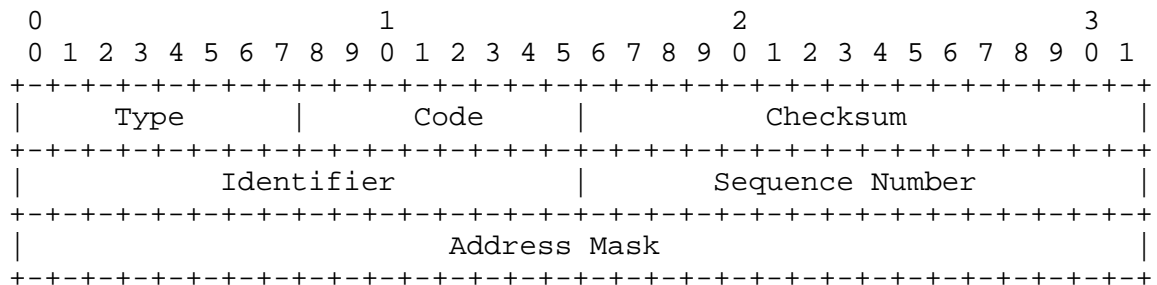 0                   1                   2                   3
 0 1 2 3 4 5 6 7 8 9 0 1 2 3 4 5 6 7 8 9 0 1 2 3 4 5 6 7 8 9 0 1
+-+-+-+-+-+-+-+-+-+-+-+-+-+-+-+-+-+-+-+-+-+-+-+-+-+-+-+-+-+-+-+-+
|     Type      |      Code     |          Checksum             |
+-+-+-+-+-+-+-+-+-+-+-+-+-+-+-+-+-+-+-+-+-+-+-+-+-+-+-+-+-+-+-+-+
|           Identifier          |       Sequence Number         |
+-+-+-+-+-+-+-+-+-+-+-+-+-+-+-+-+-+-+-+-+-+-+-+-+-+-+-+-+-+-+-+-+
|                        Address Mask                           |
+-+-+-+-+-+-+-+-+-+-+-+-+-+-+-+-+-+-+-+-+-+-+-+-+-+-+-+-+-+-+-+-+